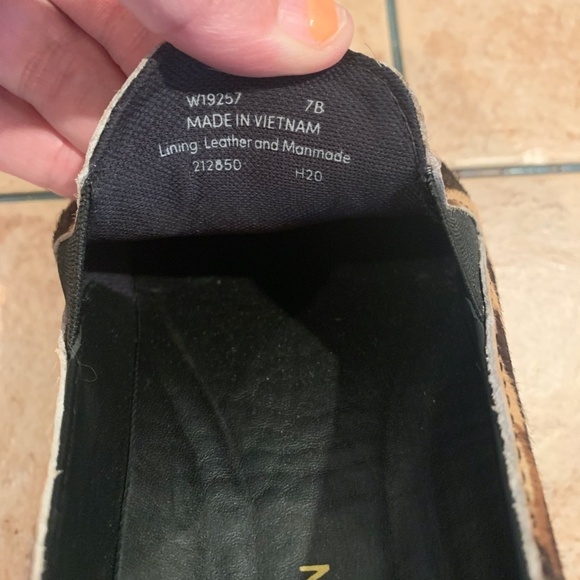 W19257 7B
MADE IN VIETNAM
Lining: Leather and Manmade
212850 H20